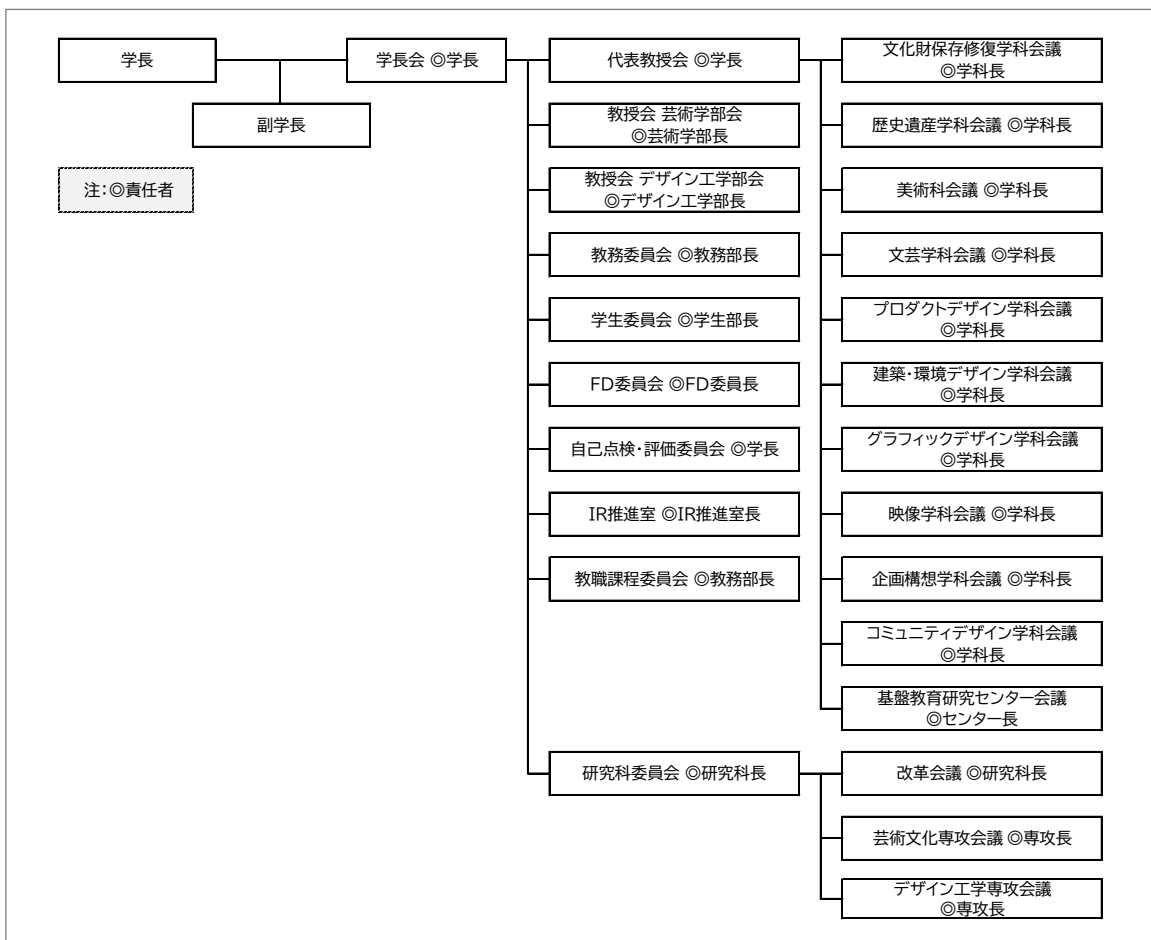 学長
学長会 ◎学長
副学長
注:◎責任者
代表教授会 ◎学長
教授会 芸術学部会
◎芸術学部長
教授会 デザイン工学部会
◎デザイン工学部長
教務委員会 ◎教務部長
学生委員会 ◎学生部長
FD委員会 ◎FD委員長
自己点検・評価委員会 ◎学長
IR推進室 ◎IR推進室長
教職課程委員会 ◎教務部長
研究科委員会 ◎研究科長
文化財保存修復学科会議
◎学科長
歴史遺産学科会議 ◎学科長
美術科会議 ◎学科長
文芸学科会議 ◎学科長
プロダクトデザイン学科会議
◎学科長
建築・環境デザイン学科会議
◎学科長
グラフィックデザイン学科会議
◎学科長
映像学科会議 ◎学科長
企画構想学科会議 ◎学科長
コミュニティデザイン学科会議
◎学科長
基盤教育研究センター会議
◎センター長
改革会議 ◎研究科長
芸術文化専攻会議 ◎専攻長
デザイン工学専攻会議
◎専攻長